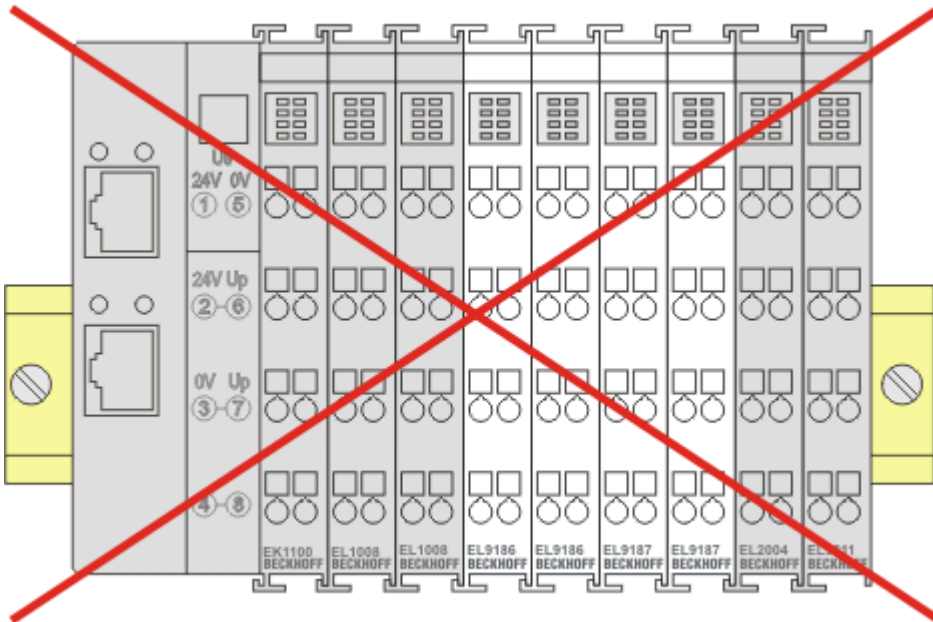 24V 0V
1 5
24V Up
2 6
0V Up
3 7
4 8
EK1100 EL1008 EL1008 EL9186 EL9186 EL9187 EL9187 EL2004
BECKHOFF BECKHOFF BECKHOFF BECKHOFF BECKHOFF BECKHOFF BECKHOFF BECKHOFF BECKHOFF